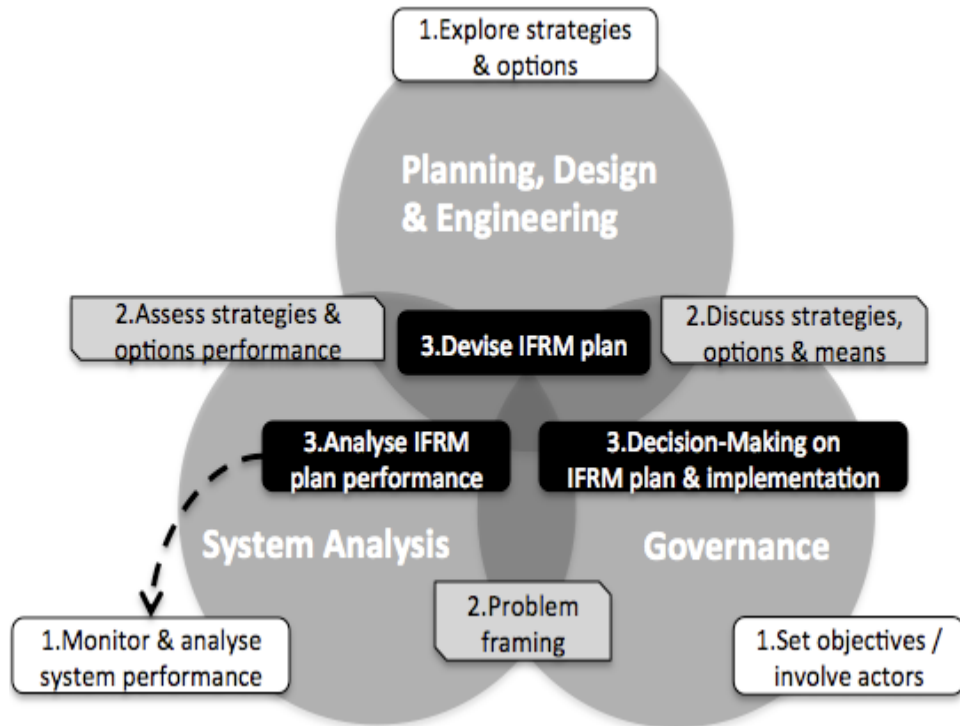 1.Explore strategies
& options
Planning, Design
& Engineering
2.Assess strategies &
options performance
3.Devise IFRM plan
2.Discuss strategies,
options & means
3.Analyse IFRM
plan performance
3.Decision-Making on
IFRM plan & implementation
System Analysis
Governance
2.Problem
framing
1.Monitor & analyse
system performance
1.Set objectives /
involve actors